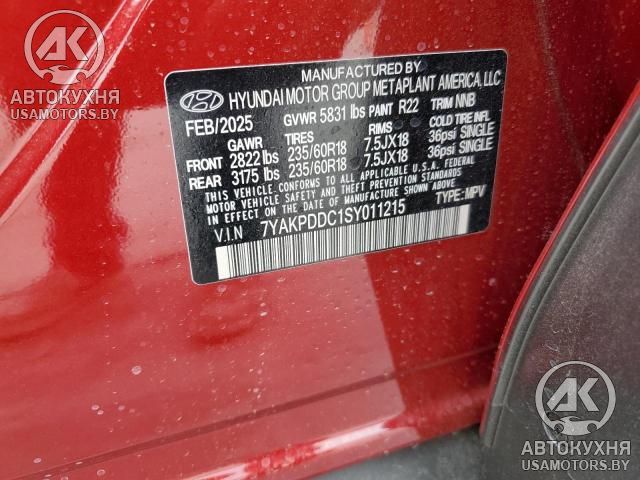 AK
АВТОКУХНЯ
USAMOTORS.BY
MANUFACTURED BY
HYUNDAI MOTOR GROUP METAPLANT AMERICA, LLC
FEB/2025 GVWR 5831 lbs PAINT R22 TRIM NNB
GAWR TIRES RIMS COLD TIRE INFL
FRONT 2822 lbs 235/60R18 7.5JX18 36psi SINGLE
REAR 3175 lbs 235/60R18 7.5JX18 36psi SINGLE
THIS VEHICLE CONFORMS TO ALL APPLICABLE U.S.A. FEDERAL
MOTOR VEHICLE SAFETY AND BUMPER STANDARDS
IN EFFECT ON THE DATE OF MANUFACTURE SHOWN ABOVE.
V.I.N 7YAKPDDC1SY011215 TYPE: MPV
AK
АВТОКУХНЯ
USAMOTORS.BY